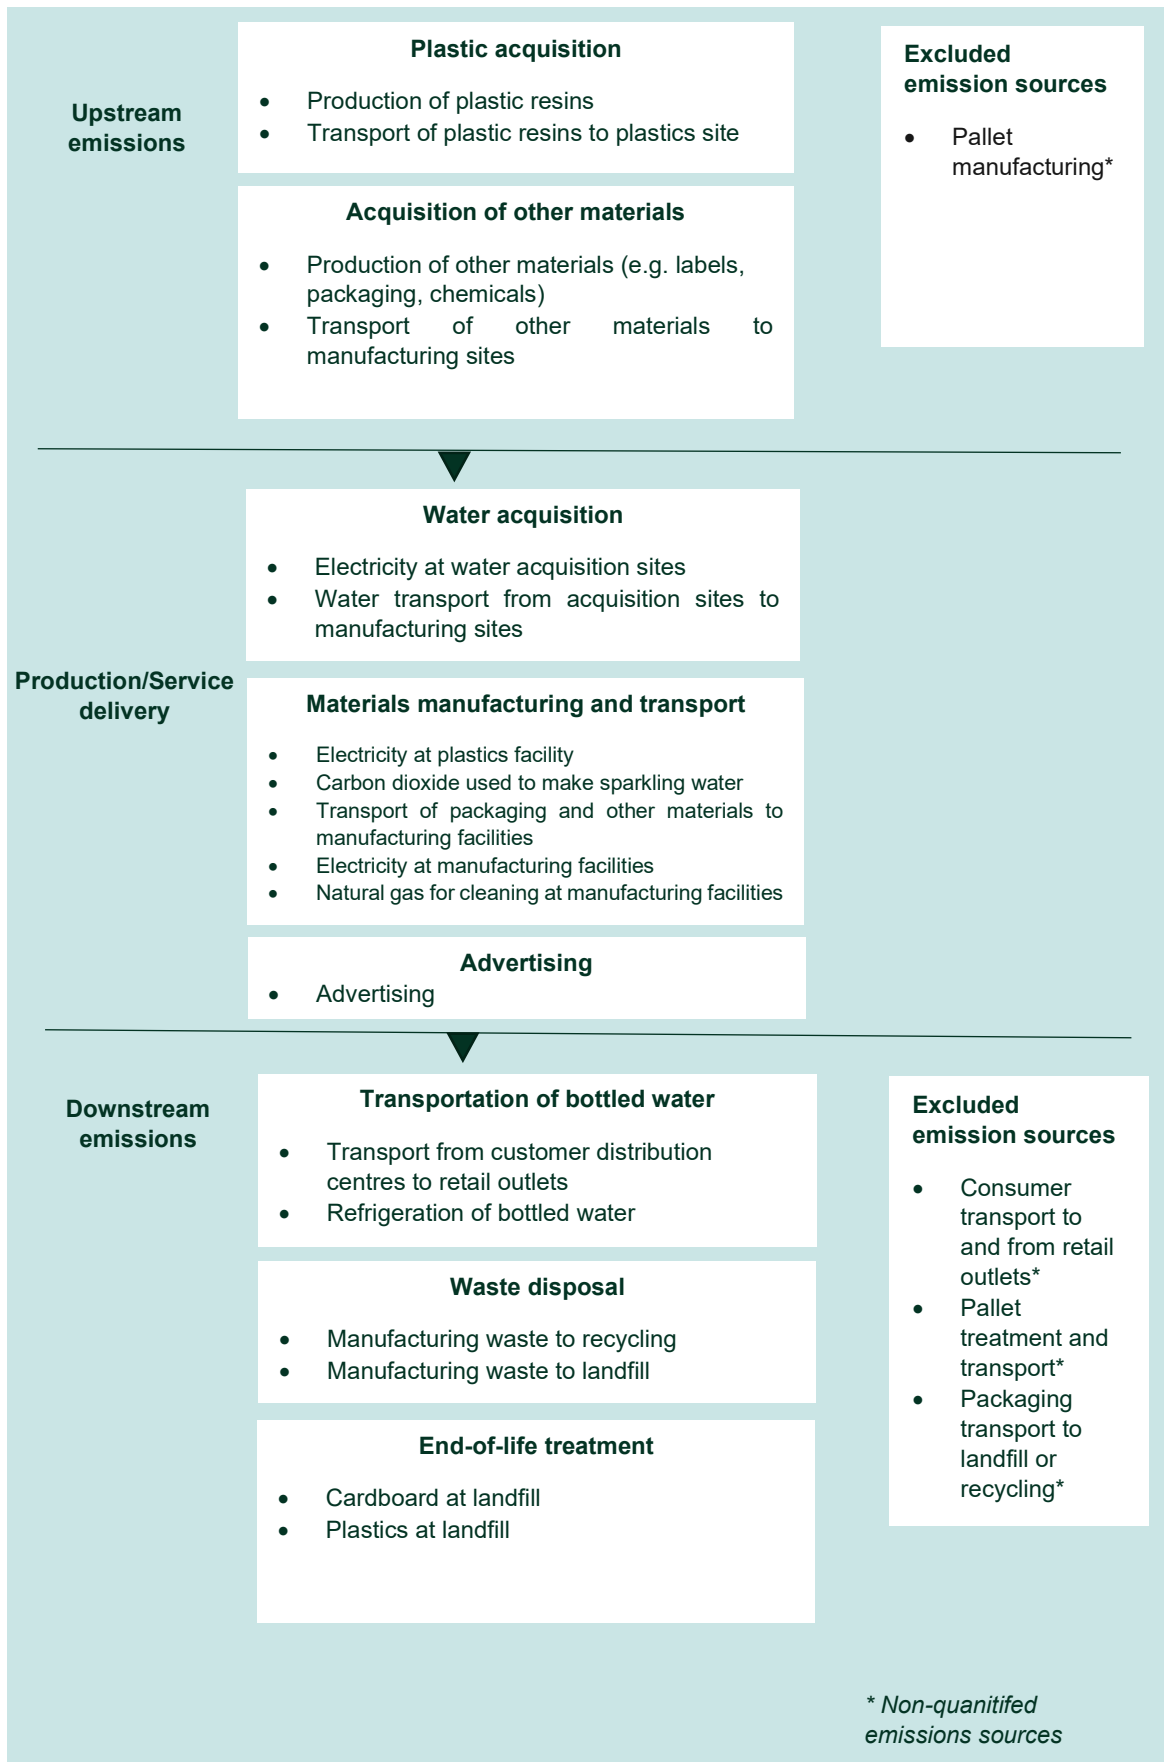 Upstream
emissions
Plastic acquisition
• Production of plastic resins
• Transport of plastic resins to plastics site
Acquisition of other materials
• Production of other materials (e.g. labels,
packaging, chemicals)
• Transport of other materials to
manufacturing sites
Excluded
emission sources
• Pallet
manufacturing*
Production/Service
delivery
Water acquisition
• Electricity at water acquisition sites
• Water transport from acquisition sites to
manufacturing sites
Materials manufacturing and transport
• Electricity at plastics facility
• Carbon dioxide used to make sparkling water
• Transport of packaging and other materials to
manufacturing facilities
• Electricity at manufacturing facilities
• Natural gas for cleaning at manufacturing facilities
Advertising
• Advertising
Downstream
emissions
Transportation of bottled water
• Transport from customer distribution
centres to retail outlets
• Refrigeration of bottled water
Waste disposal
• Manufacturing waste to recycling
• Manufacturing waste to landfill
End-of-life treatment
• Cardboard at landfill
• Plastics at landfill
Excluded
emission sources
• Consumer
transport to
and from retail
outlets*
• Pallet
treatment and
transport*
• Packaging
transport to
landfill or
recycling*
* Non-quanitifed
emissions sources